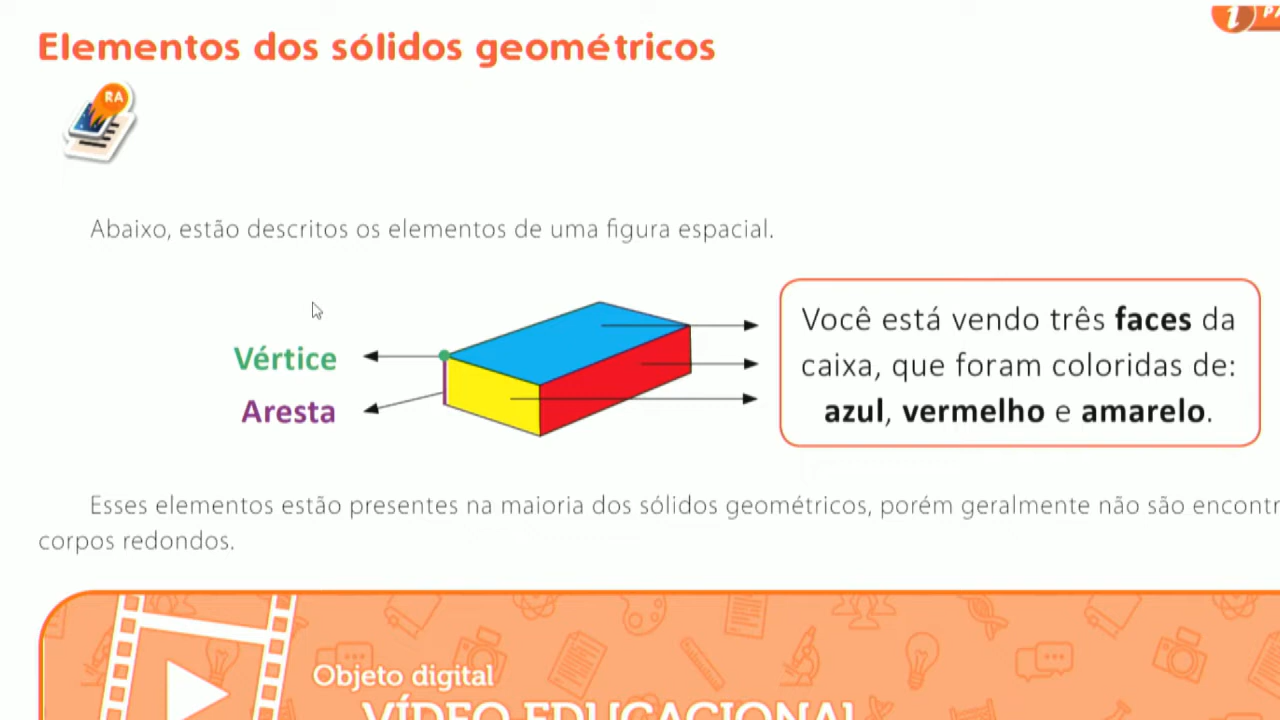 Elementos dos sólidos geométricos
RA
Abaixo, estão descritos os elementos de uma figura espacial.
Vértice
Aresta
Você está vendo três faces da
caixa, que foram coloridas de:
azul, vermelho e amarelo.
Esses elementos estão presentes na maioria dos sólidos geométricos, porém geralmente não são
corpos redondos.
Objeto digital
VÍDEO EDUCACIONAL